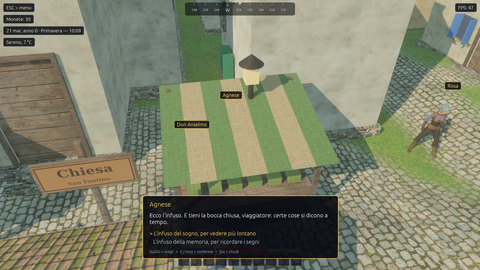 ESC = menu
Monete: 30
21 mar, anno 0 · Primavera — 10:09
Sereno, 7 °C
W
FPS: 47
Rosa
Agnese
Don Anselmo
Chiesa
Agnese
Ecco l'infuso. E tieni la bocca chiusa, viaggiatore: certe cose si dicono a
tempo.
> L'infuso del sogno, per vedere più lontano
L'infuso della memoria, per ricordare i segni